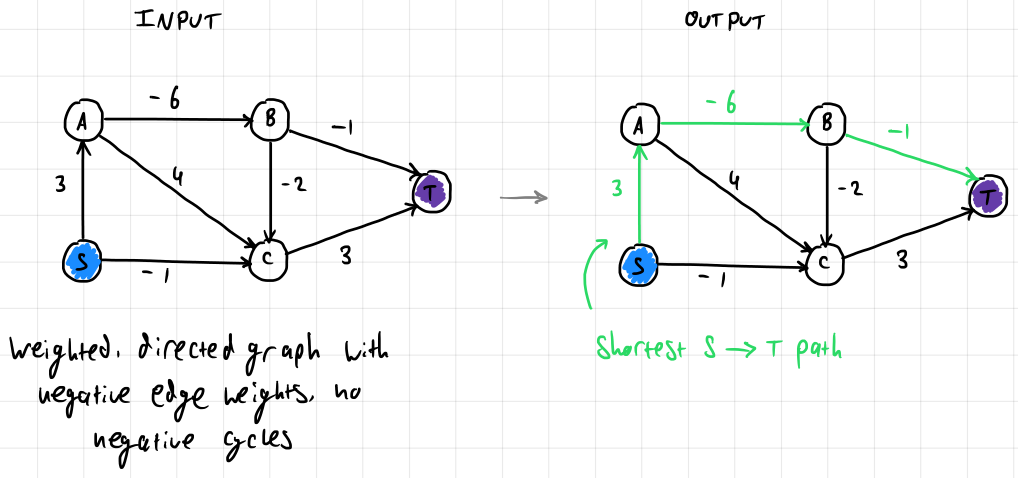 INPUT
OUTPUT
-6
A
B
-1
3
4
-2
T
S
-1
C
3
-6
A
B
-1
3
4
-2
T
S
-1
C
3
Weighted, directed graph with
negative edge weights, no
negative cycles
Shortest S → T path